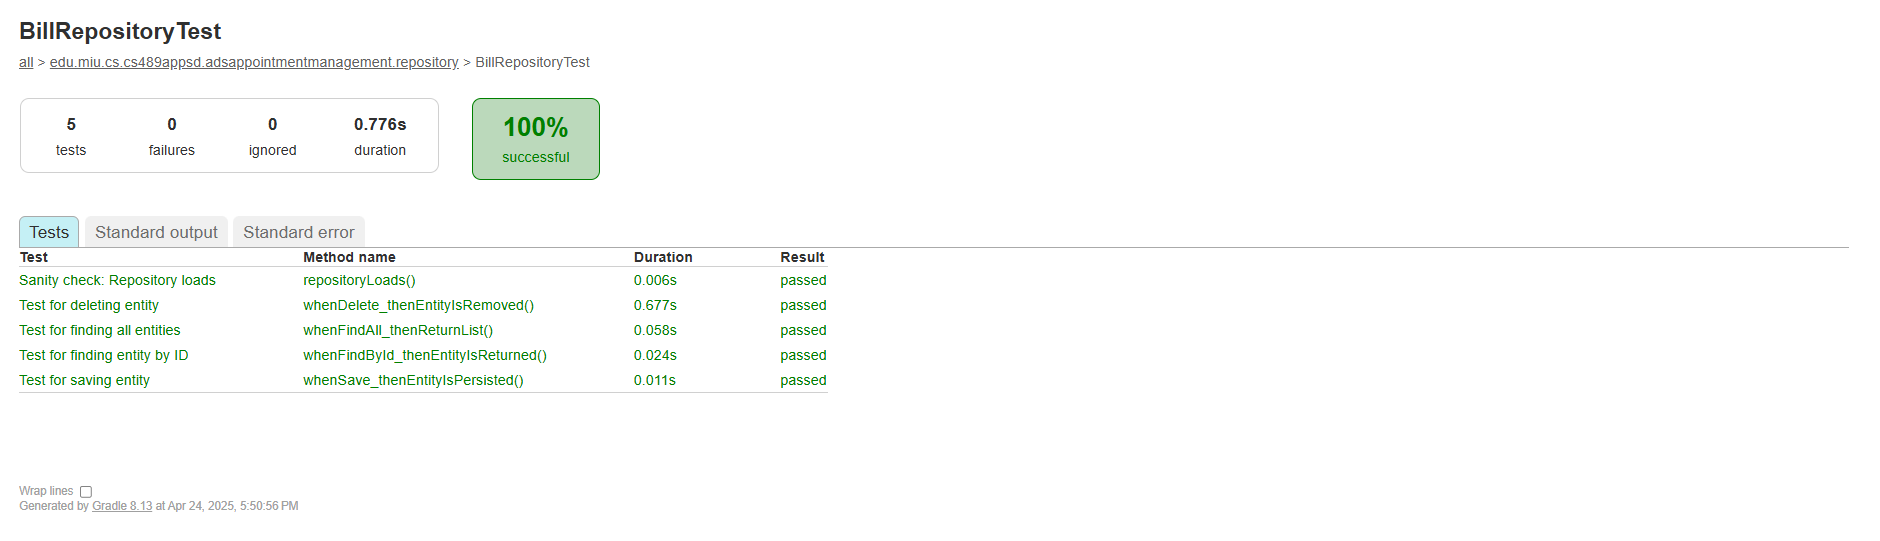 BillRepositoryTest
all > edu.miu.cs.cs489appsd.adsappointmentmanagement.repository > BillRepositoryTest
5 0 0 0.776s
tests failures ignored duration
100%
successful
Tests Standard output Standard error
Test Method name Duration Result
Sanity check: Repository loads repositoryLoads() 0.006s passed
Test for deleting entity whenDelete_thenEntityIsRemoved() 0.677s passed
Test for finding all entities whenFindAll_thenReturnList() 0.058s passed
Test for finding entity by ID whenFindById_thenEntityIsReturned() 0.024s passed
Test for saving entity whenSave_thenEntityIsPersisted() 0.011s passed
Wrap lines
Generated by Gradle 8.13 at Apr 24, 2025, 5:50:56 PM